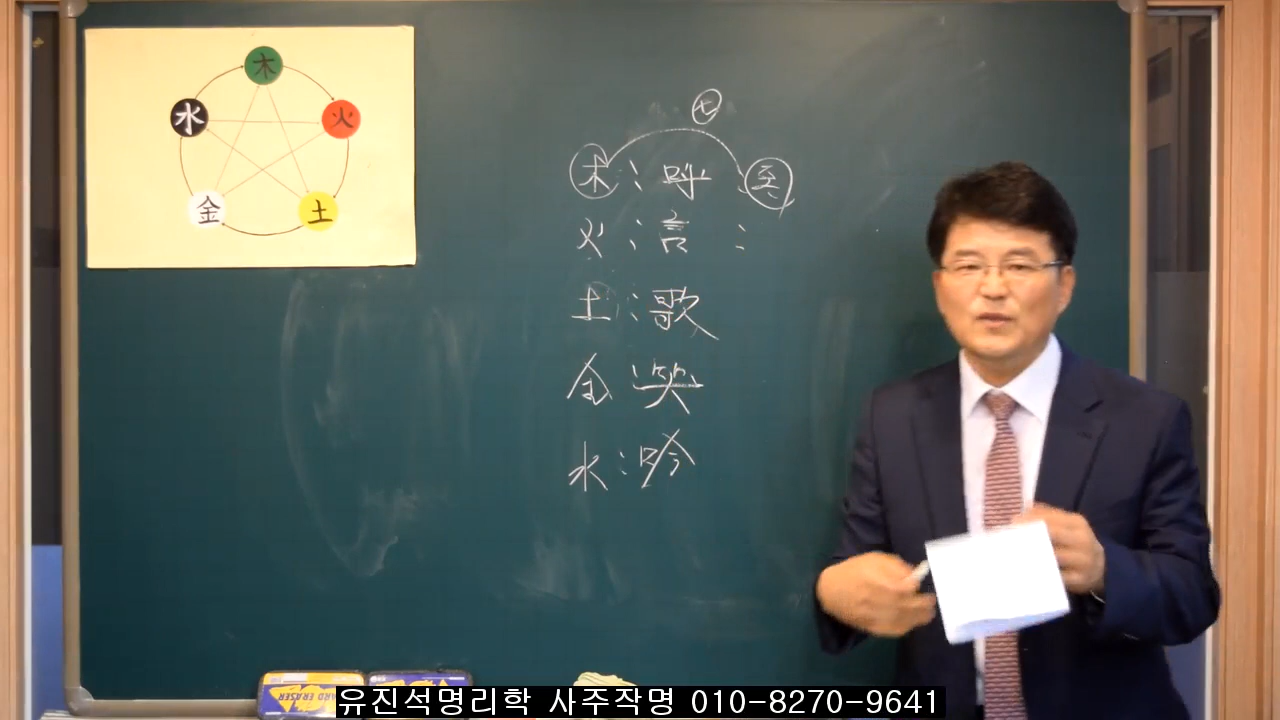 木
水 火
金 土
木 : 呼 :
火 : 言 :
土 : 歌
金 : 哭
水 : 吟
유진석명리학 사주작명 010-8270-9641